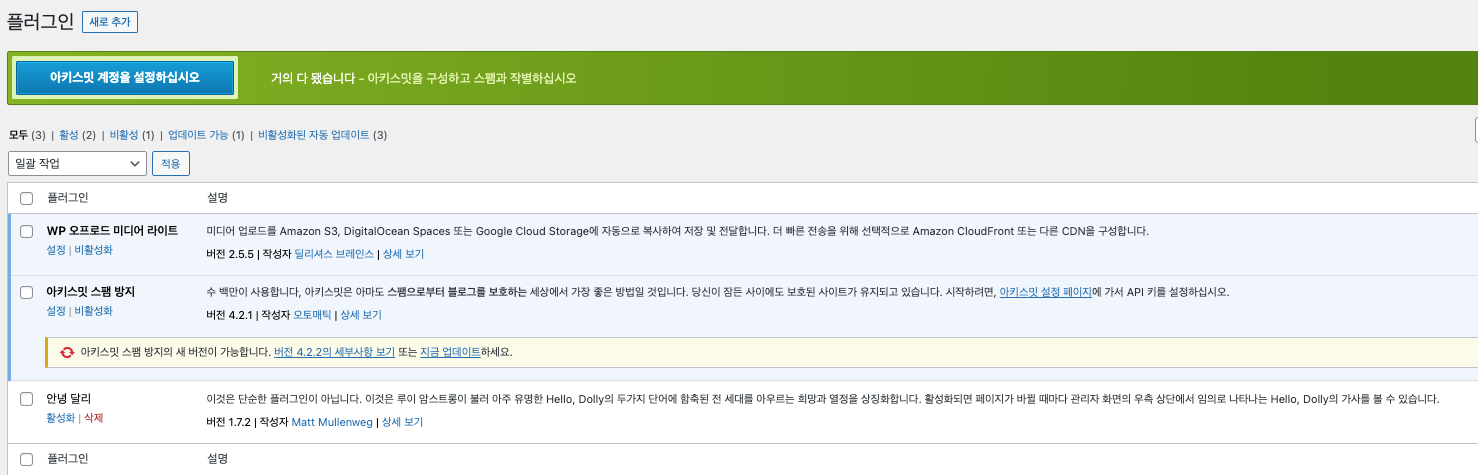 플러그인 새로 추가
아키스밋 계정을 설정하십시오 거의 다 됐습니다 - 아키스밋을 구성하고 스팸과 작별하십시오
모두 (3) | 활성 (2) | 비활성 (1) | 업데이트 가능 (1) | 비활성화된 자동 업데이트 (3)
일괄 작업 적용
플러그인 설명
WP 오프로드 미디어 라이트 미디어 업로드를 Amazon S3, DigitalOcean Spaces 또는 Google Cloud Storage에 자동으로 복사하여 저장 및 전달합니다. 더 빠른 전송을 위해 선택적으로 Amazon CloudFront 또는 다른 CDN을 구성합니다.
설정 | 비활성화 버전 2.5.5 | 작성자 딜리셔스 브레인스 | 상세 보기
아키스밋 스팸 방지 수 백만이 사용합니다, 아키스밋은 아마도 스팸으로부터 블로그를 보호하는 세상에서 가장 좋은 방법일 것입니다. 당신이 잠든 사이에도 보호된 사이트가 유지되고 있습니다. 시작하려면, 아키스밋 설정 페이지에 가서 API 키를 설정하십시오.
설정 | 비활성화 버전 4.2.1 | 작성자 오토매틱 | 상세 보기
아키스밋 스팸 방지의 새 버전이 가능합니다. 버전 4.2.2의 세부사항 보기 또는 지금 업데이트하세요.
안녕 달리 이것은 단순한 플러그인이 아닙니다. 이것은 루이 암스트롱이 불러 아주 유명한 Hello, Dolly의 두가지 단어에 함축된 전 세대를 아우르는 희망과 열정을 상징화합니다. 활성화되면 페이지가 바뀔 때마다 관리자 화면의 우측 상단에서 임의로 나타나는 Hello, Dolly의 가사를 볼 수 있습니다.
활성화 | 삭제 버전 1.7.2 | 작성자 Matt Mullenweg | 상세 보기
플러그인 설명